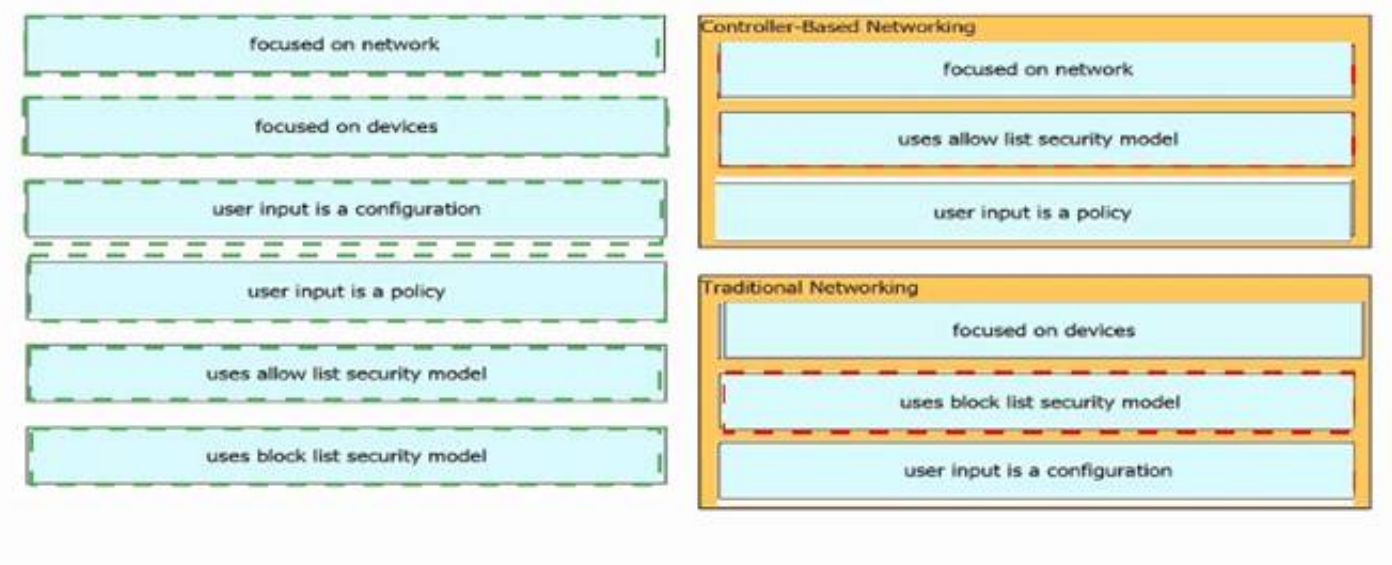 focused on network
focused on devices
user input is a configuration
user input is a policy
uses allow list security model
uses block list security model
Controller-Based Networking
focused on network
uses allow list security model
user input is a policy
Traditional Networking
focused on devices
uses block list security model
user input is a configuration